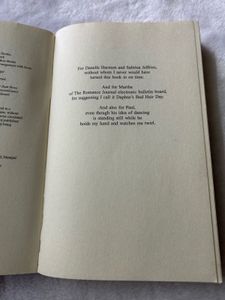 For Danelle Harmon and Sabrina Jeffries,
without whom I never would have
turned this book in on time.
And for Martha
of The Romance Journal electronic bulletin board,
for suggesting I call it Daphne's Bad Hair Day.
And also for Paul,
even though his idea of dancing
is standing still while he
holds my hand and watches me twirl.